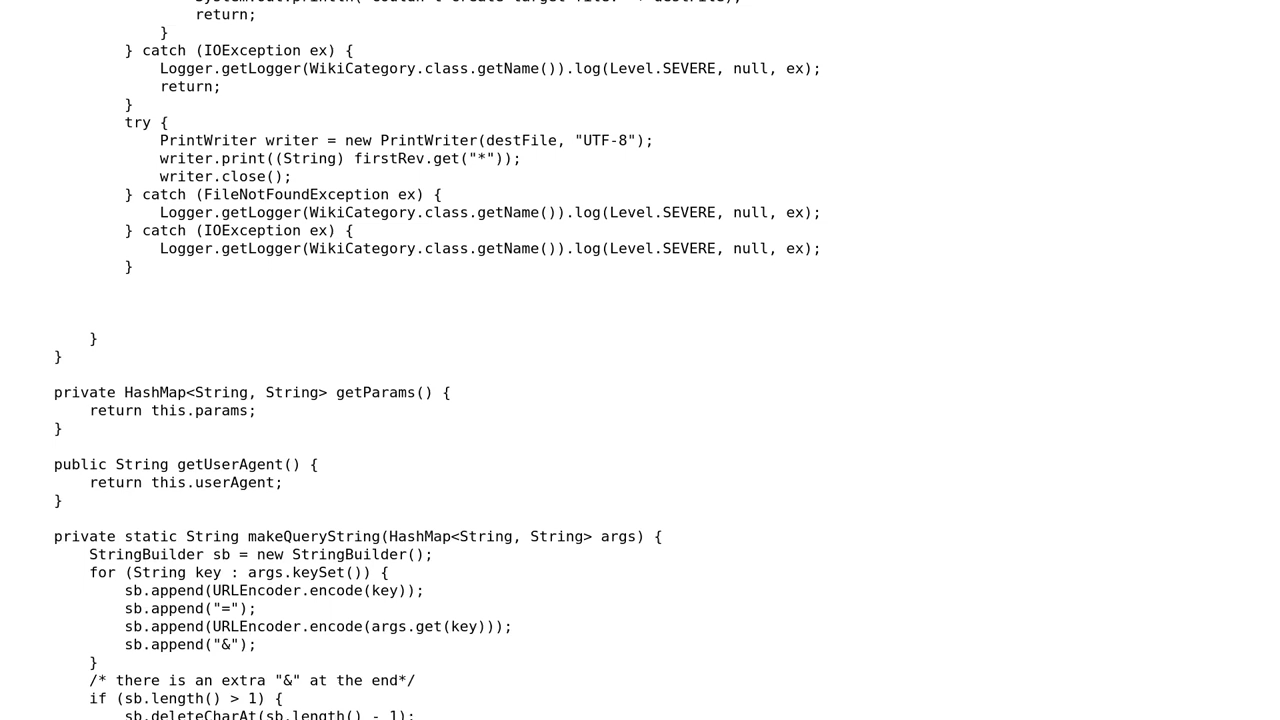 return;
}
} catch (IOException ex) {
Logger.getLogger(WikiCategory.class.getName()).log(Level.SEVERE, null, ex);
return;
}
try {
PrintWriter writer = new PrintWriter(destFile, "UTF-8");
writer.print((String) firstRev.get("*"));
writer.close();
} catch (FileNotFoundException ex) {
Logger.getLogger(WikiCategory.class.getName()).log(Level.SEVERE, null, ex);
} catch (IOException ex) {
Logger.getLogger(WikiCategory.class.getName()).log(Level.SEVERE, null, ex);
}
}
}
private HashMap<String, String> getParams() {
return this.params;
}
public String getUserAgent() {
return this.userAgent;
}
private static String makeQueryString(HashMap<String, String> args) {
StringBuilder sb = new StringBuilder();
for (String key : args.keySet()) {
sb.append(URLEncoder.encode(key));
sb.append("=");
sb.append(URLEncoder.encode(args.get(key)));
sb.append("&");
}
/* there is an extra "&" at the end*/
if (sb.length() > 1) {
sb.deleteCharAt(sb.length() - 1);